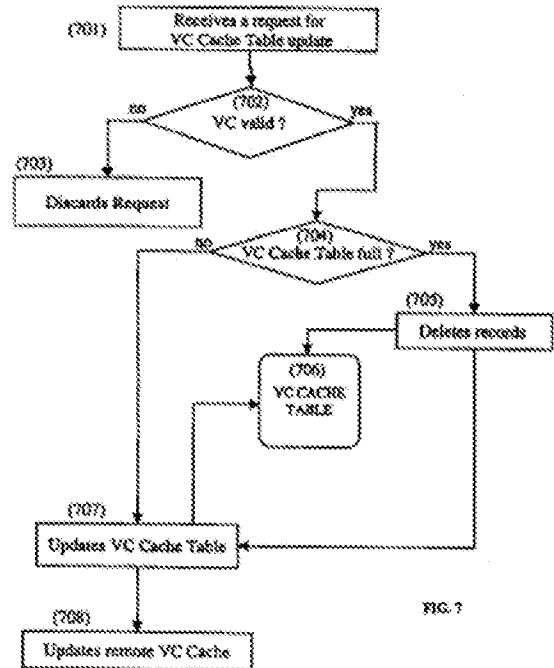 (701)
Receives a request for
VC Cache Table update
(702)
no
yes
VC valid ?
(703)
Discards Request
(704)
no
yes
VC Cache Table full ?
(705)
Deletes records
(706)
VC CACHE
TABLE
(707)
Updates VC Cache Table
(708)
Updates remote VC Cache
FIG. 7